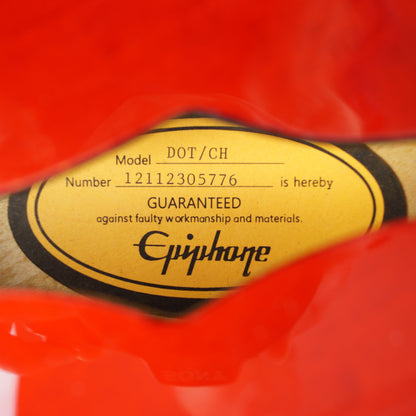 Model DOT/CH
Number 12112305776 is hereby
GUARANTEED
against faulty workmanship and materials.
Epiphone